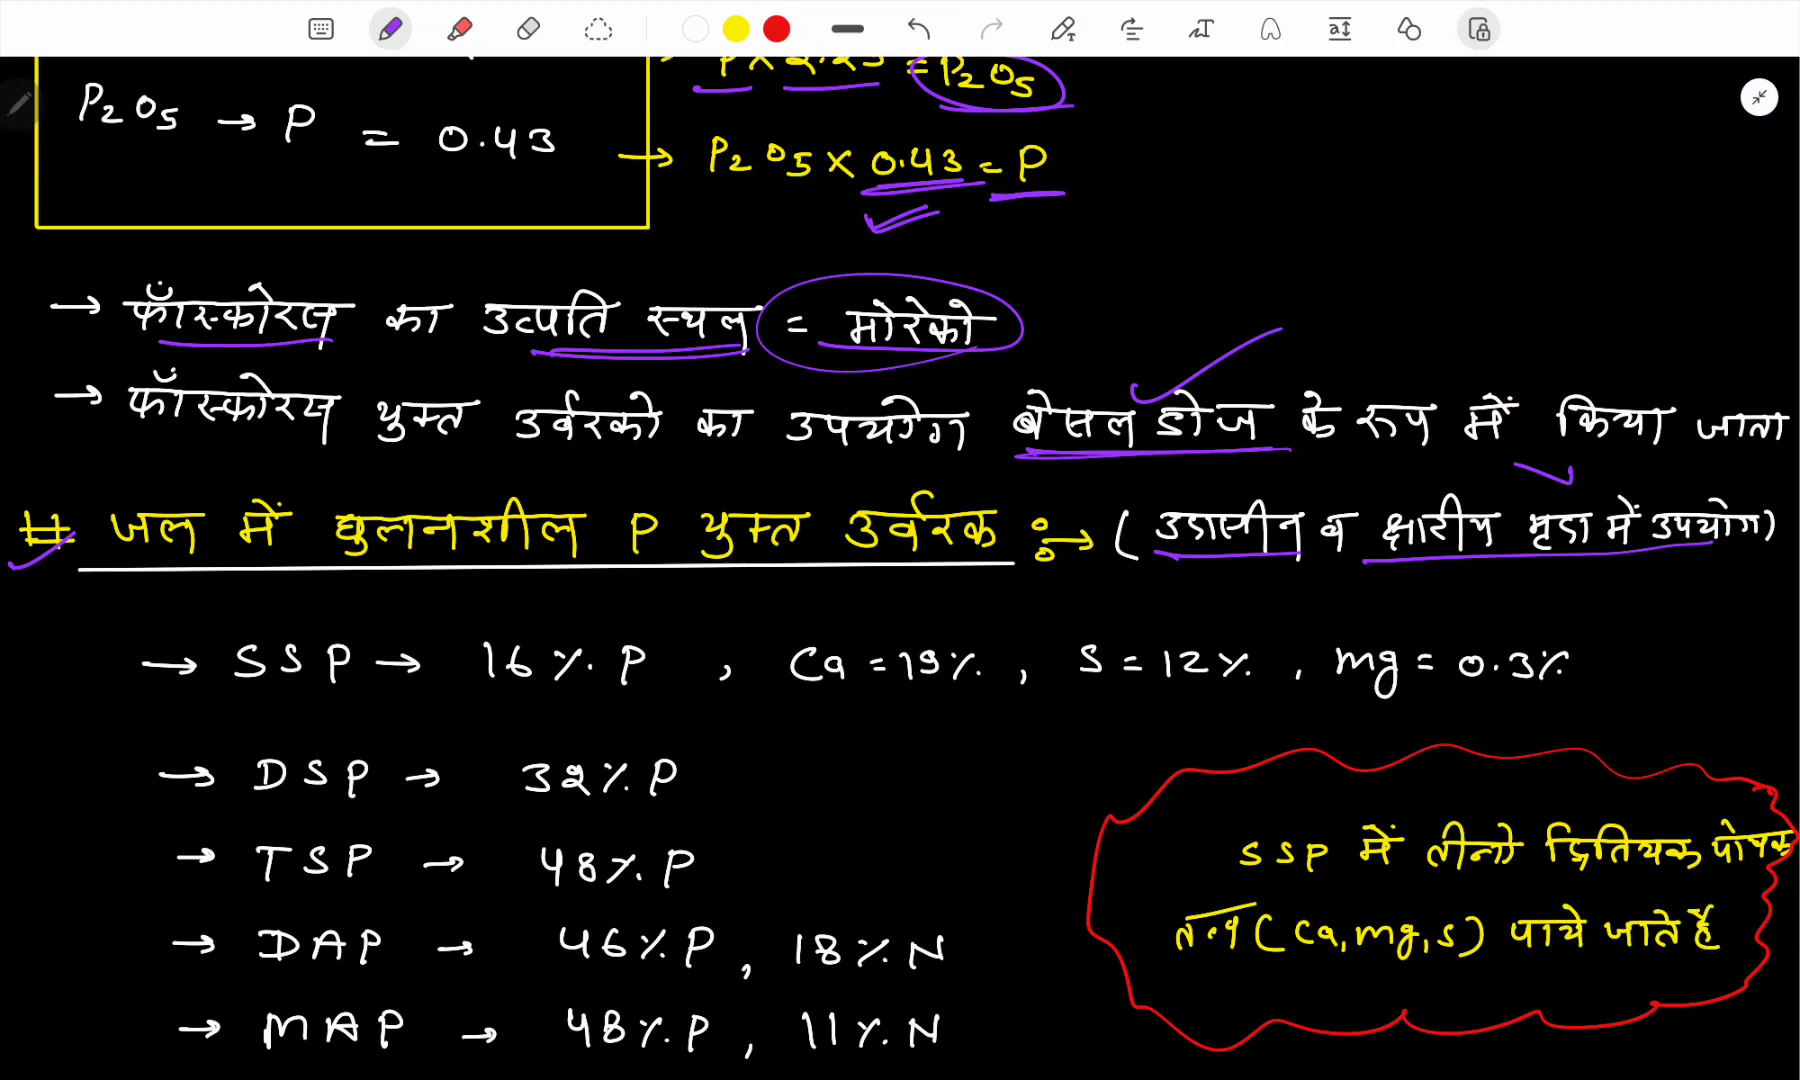 P x 2.29 = P2O5
P2O5 → P = 0.43
→ P2O5 x 0.43 = P
→ फॉस्फोरस का उत्पति स्थल = मोरेको
→ फॉस्फोरस युक्त उर्वरको का उपयोग बेसल डोज के रूप में किया जाता
# जल में घुलनशील P युक्त उर्वरक :→ (उदासीन व क्षारीय मृदा में उपयोग)
→ SSP → 16% P , Ca = 19% , S = 12% , mg = 0.3%
→ DSP → 32% P
→ TSP → 48% P
→ DAP → 46% P , 18% N
→ MAP → 48% P , 11% N
SSP में तीनो द्वितियक पोषक
तत्व (Ca, mg, S) पाये जाते है